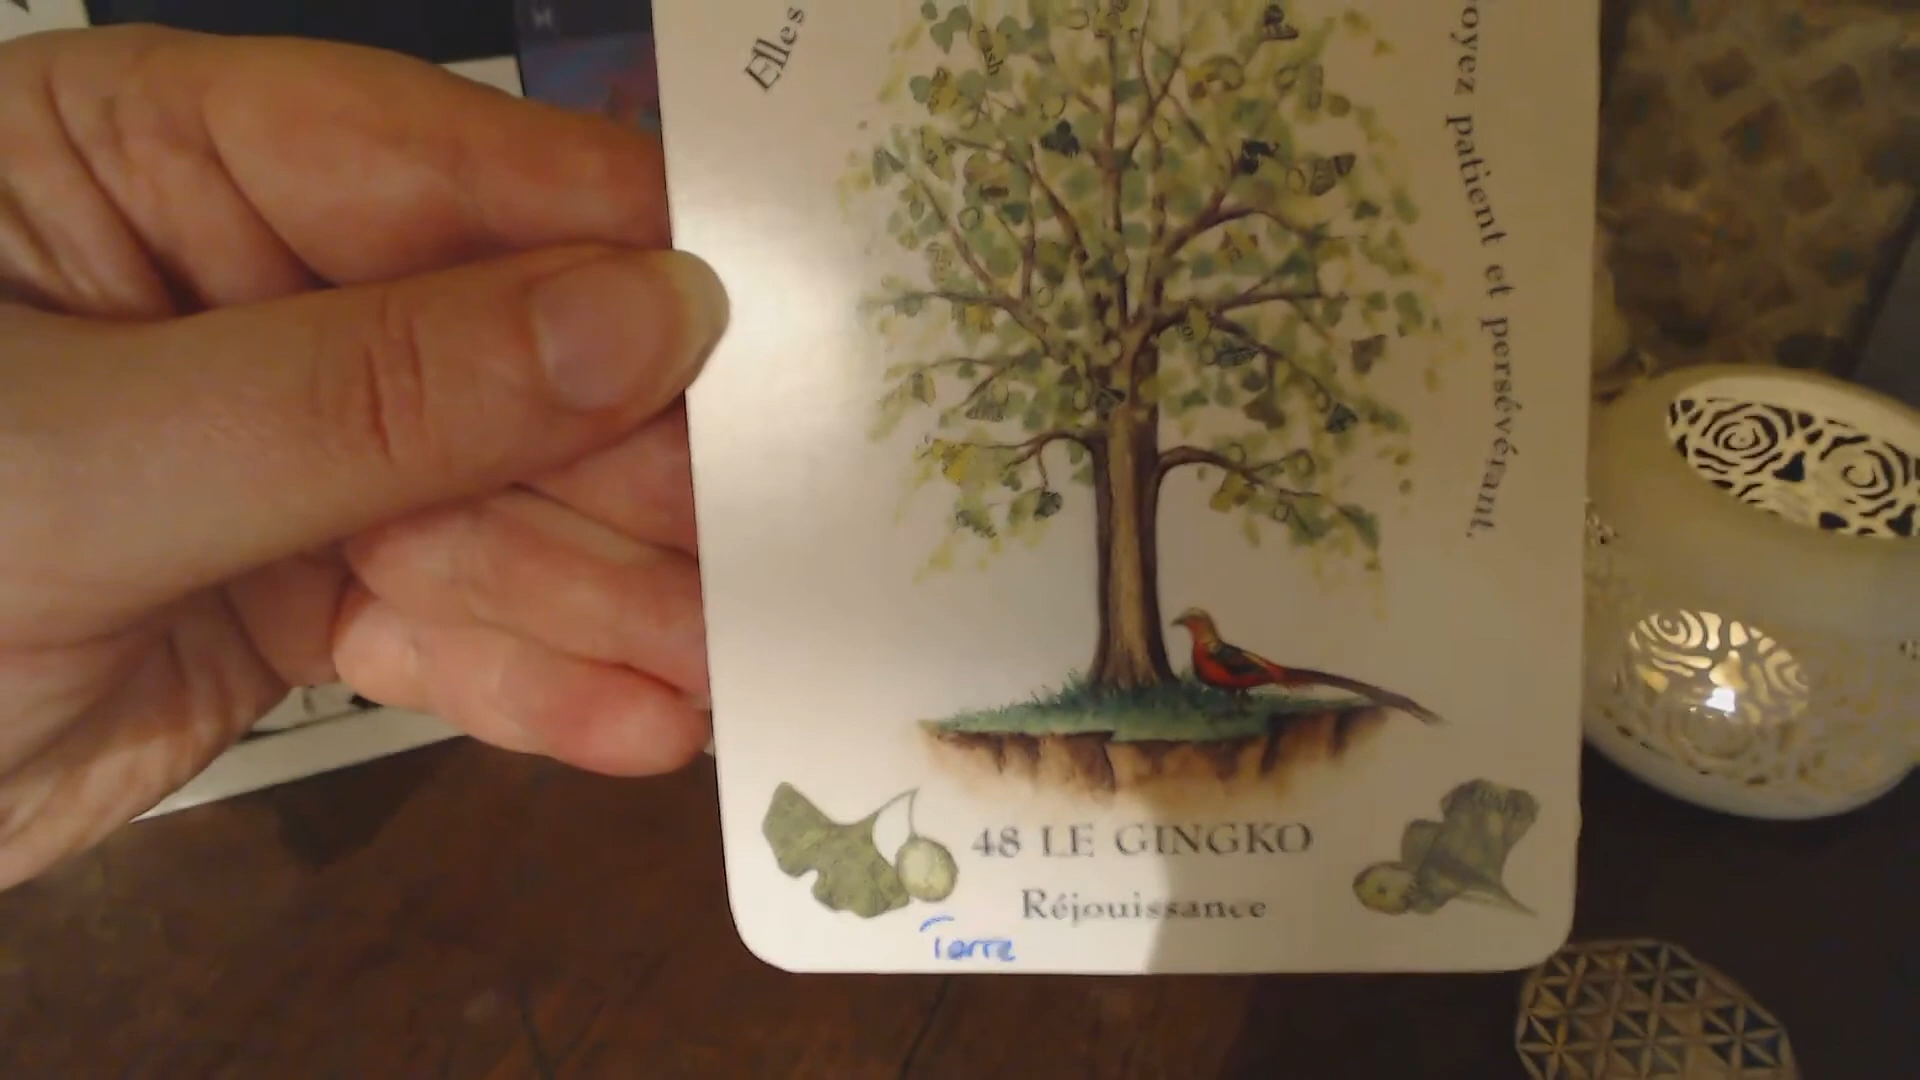 Elles
oyez patient et persévérant.
48 LE GINGKO
Réjouissance
Terre